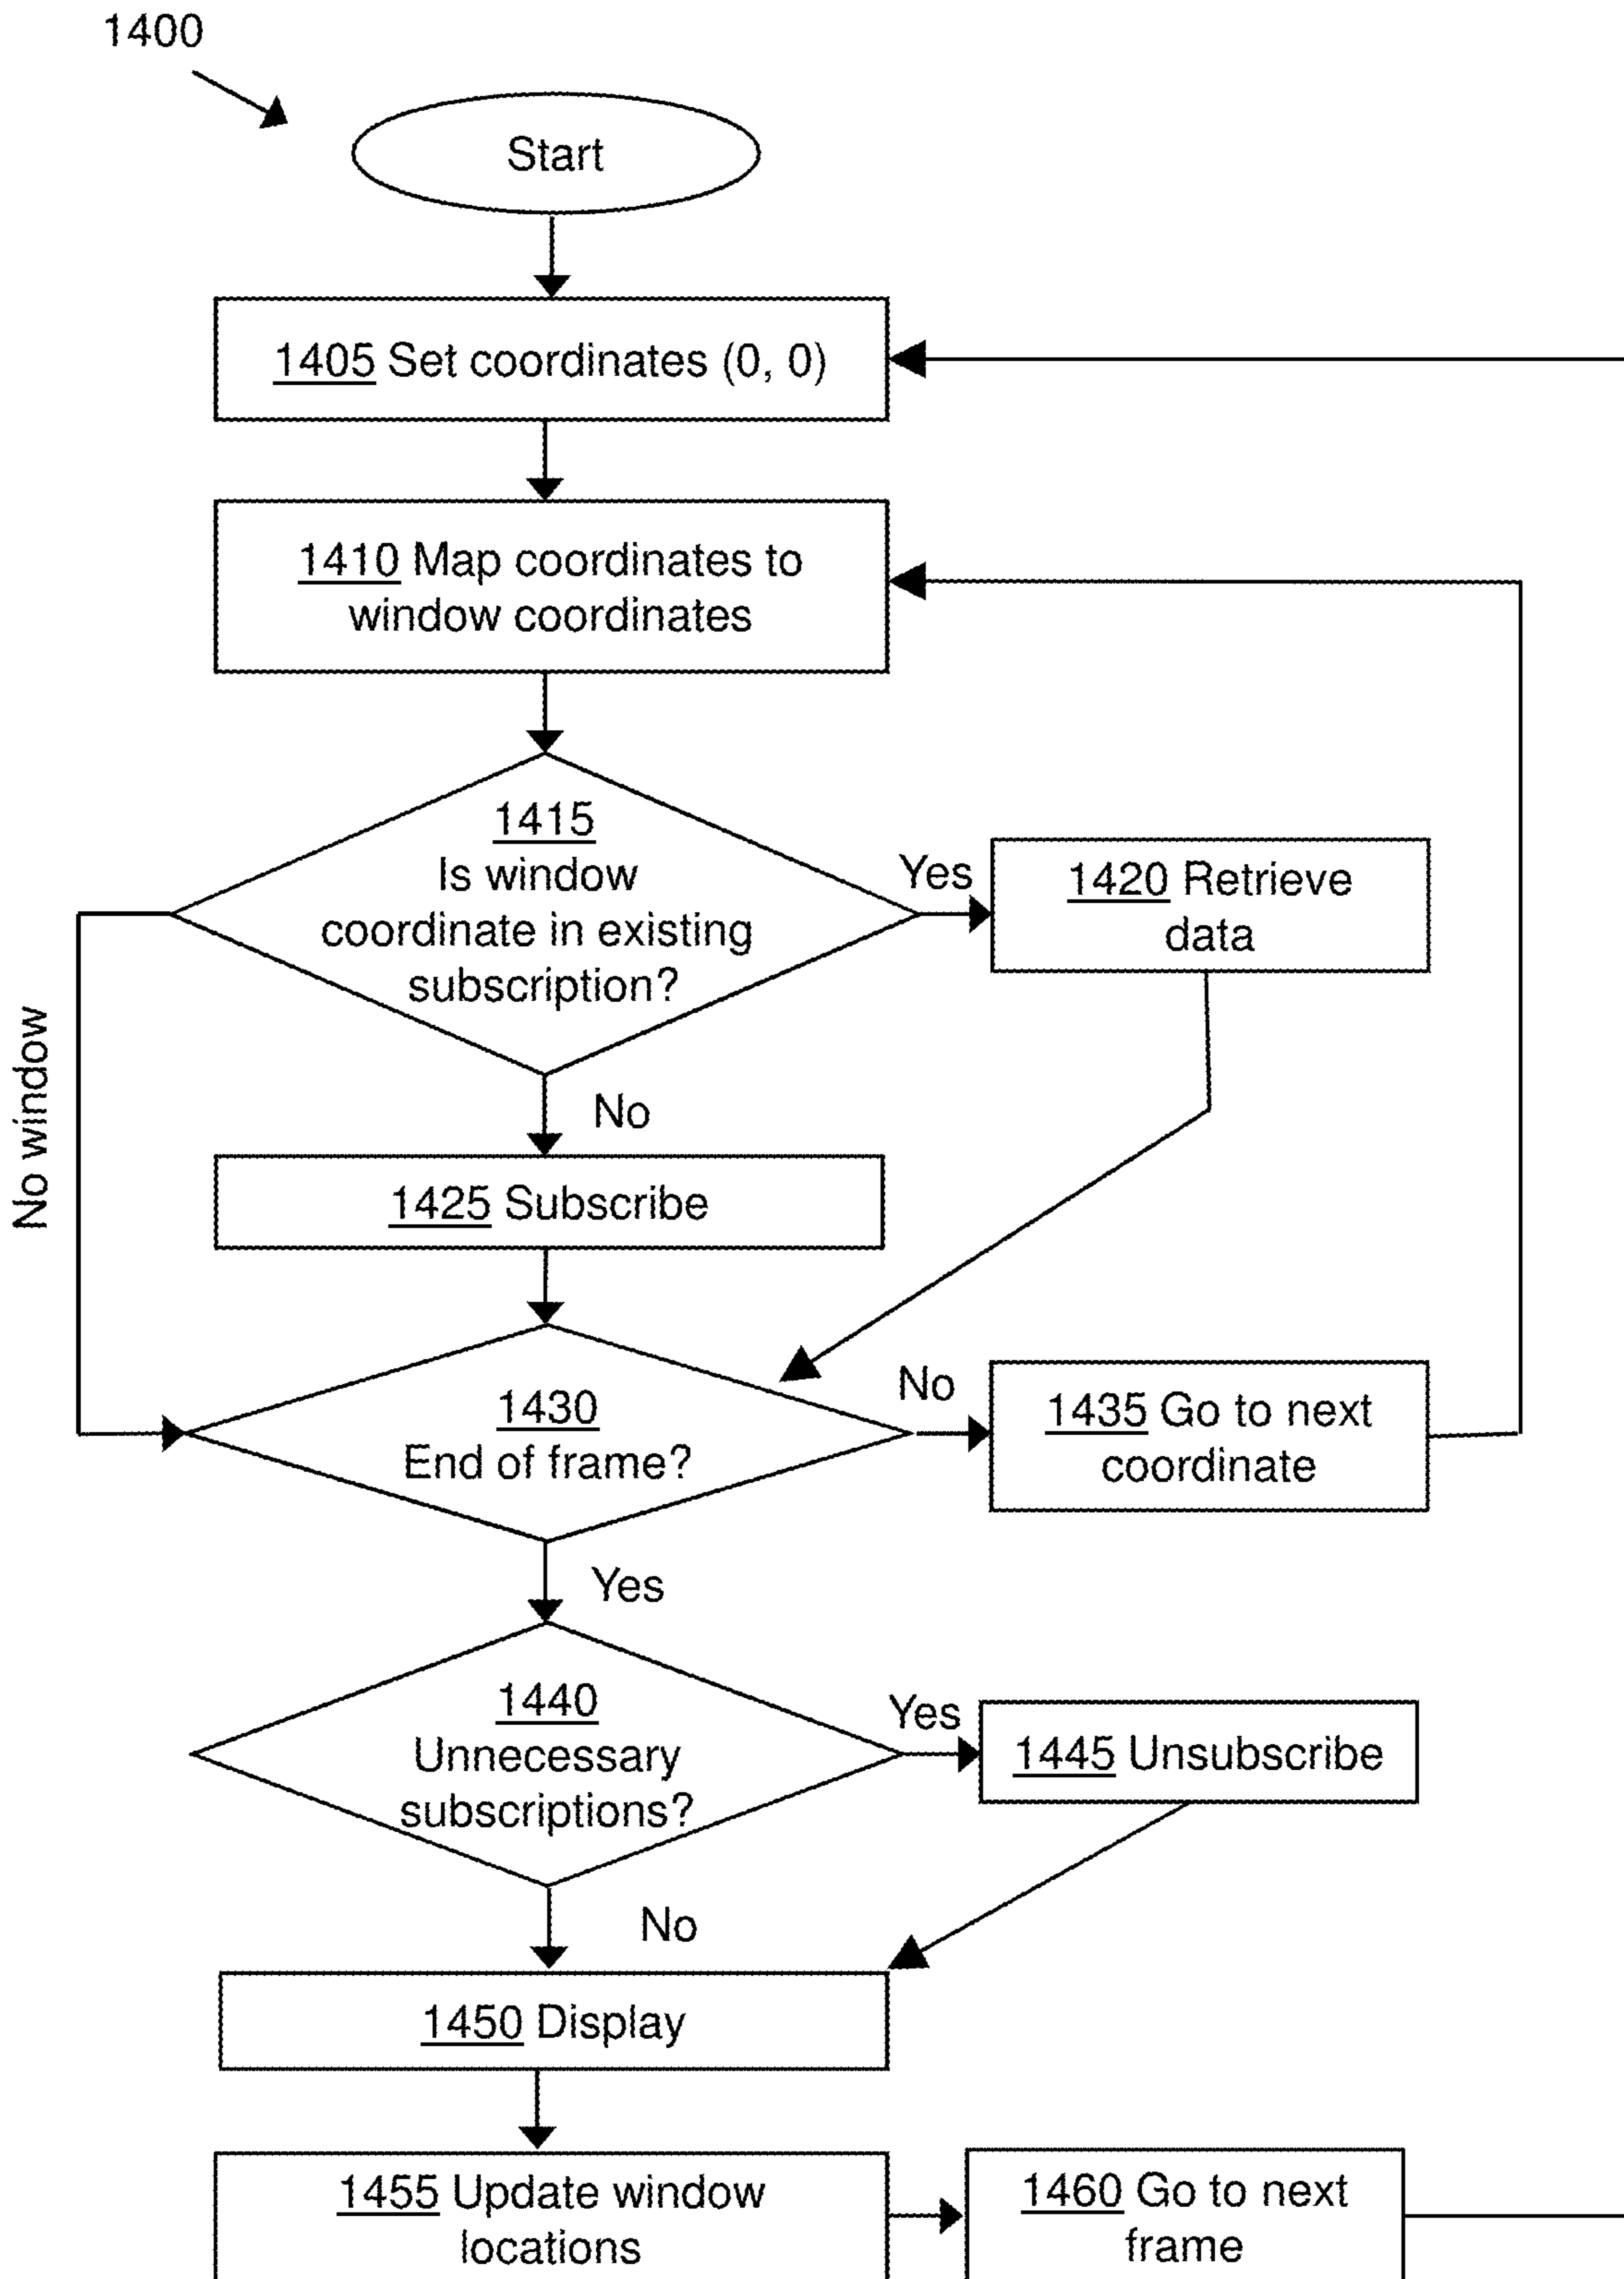 1400
Start
1405 Set coordinates (0, 0)
1410 Map coordinates to
window coordinates
1415
Is window
coordinate in existing
subscription?
Yes
1420 Retrieve
data
No window
No
1425 Subscribe
1430
End of frame?
No
1435 Go to next
coordinate
Yes
1440
Unnecessary
subscriptions?
Yes
1445 Unsubscribe
No
1450 Display
1455 Update window
locations
1460 Go to next
frame